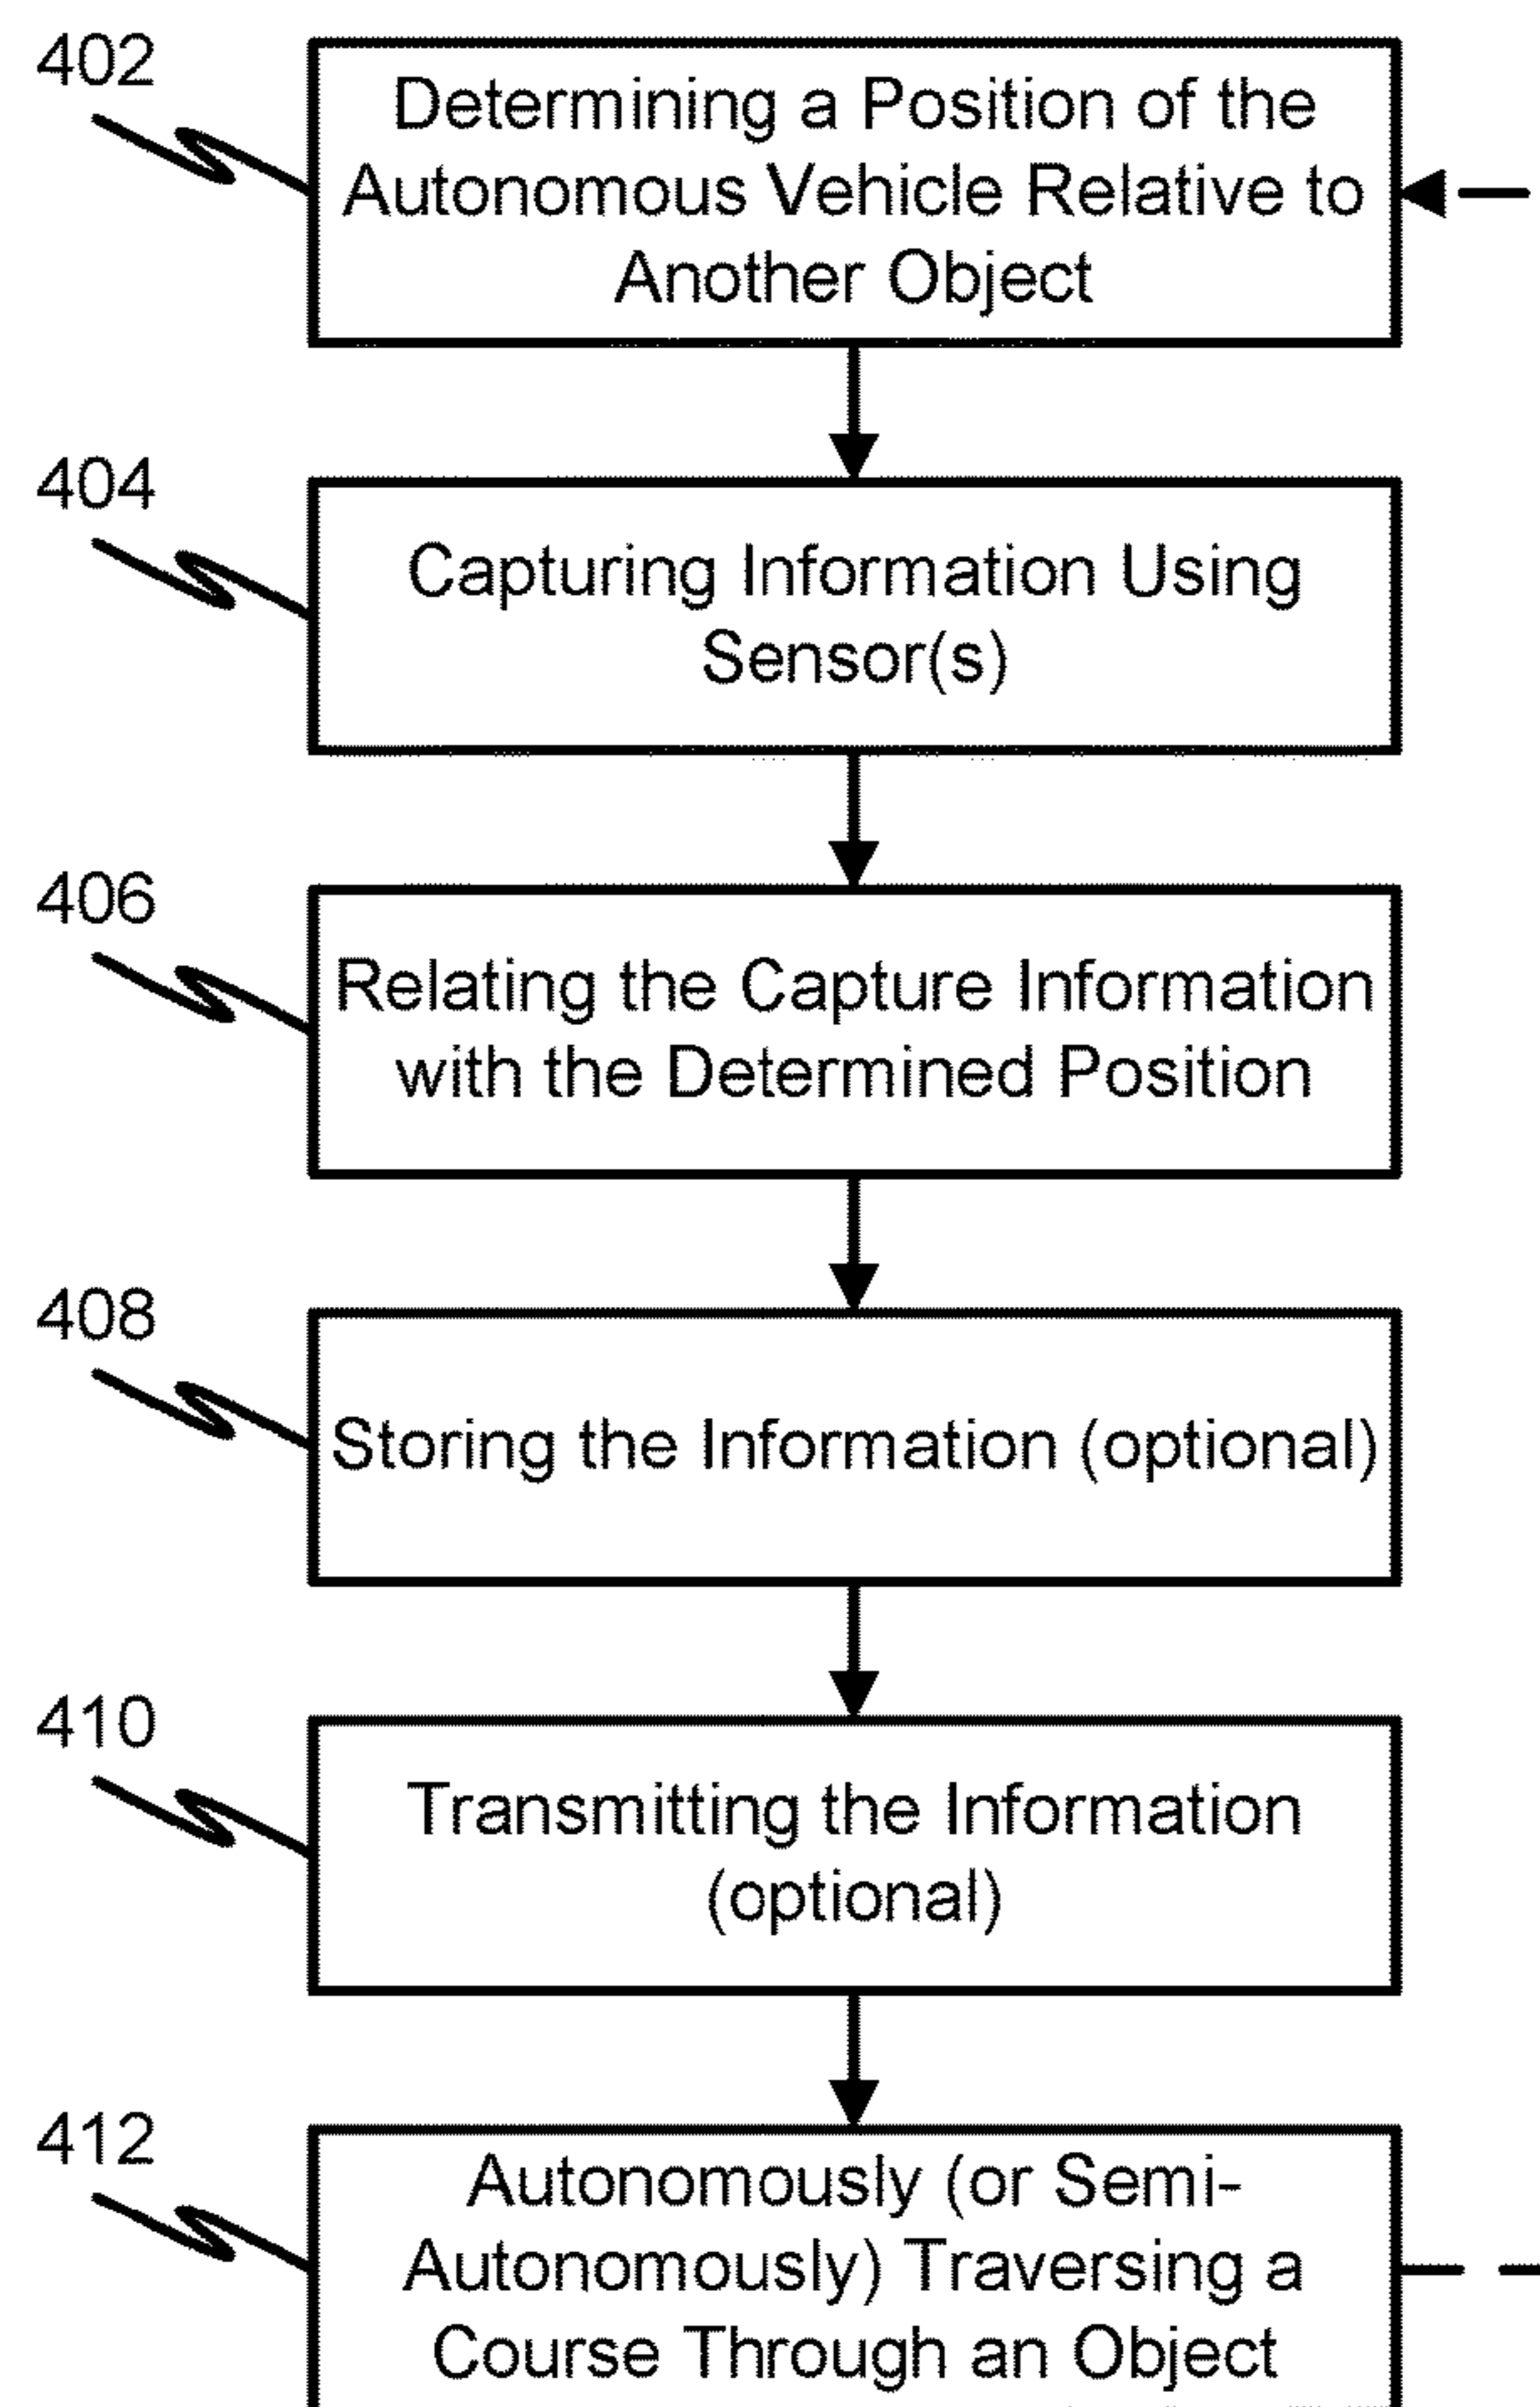 402
Determining a Position of the
Autonomous Vehicle Relative to
Another Object
404
Capturing Information Using
Sensor(s)
406
Relating the Capture Information
with the Determined Position
408
Storing the Information (optional)
410
Transmitting the Information
(optional)
412
Autonomously (or Semi-
Autonomously) Traversing a
Course Through an Object